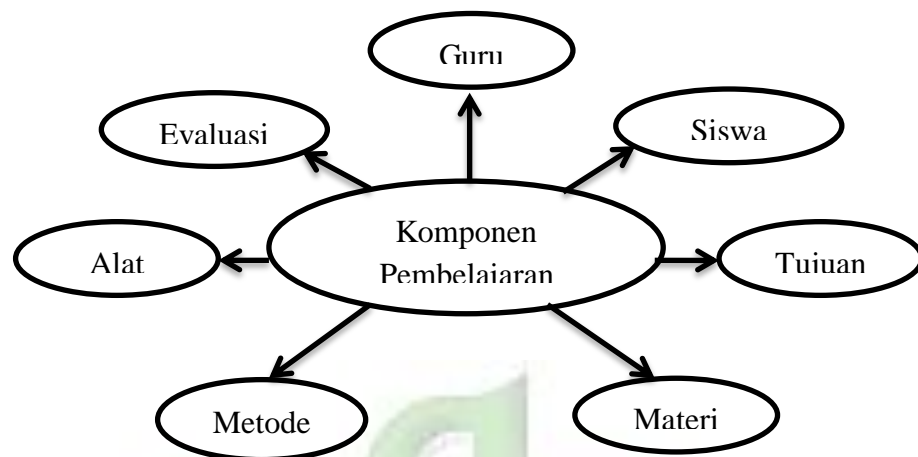 Guru
Evaluasi
Siswa
Komponen
Pembelajaran
Alat
Tujuan
Metode
Materi